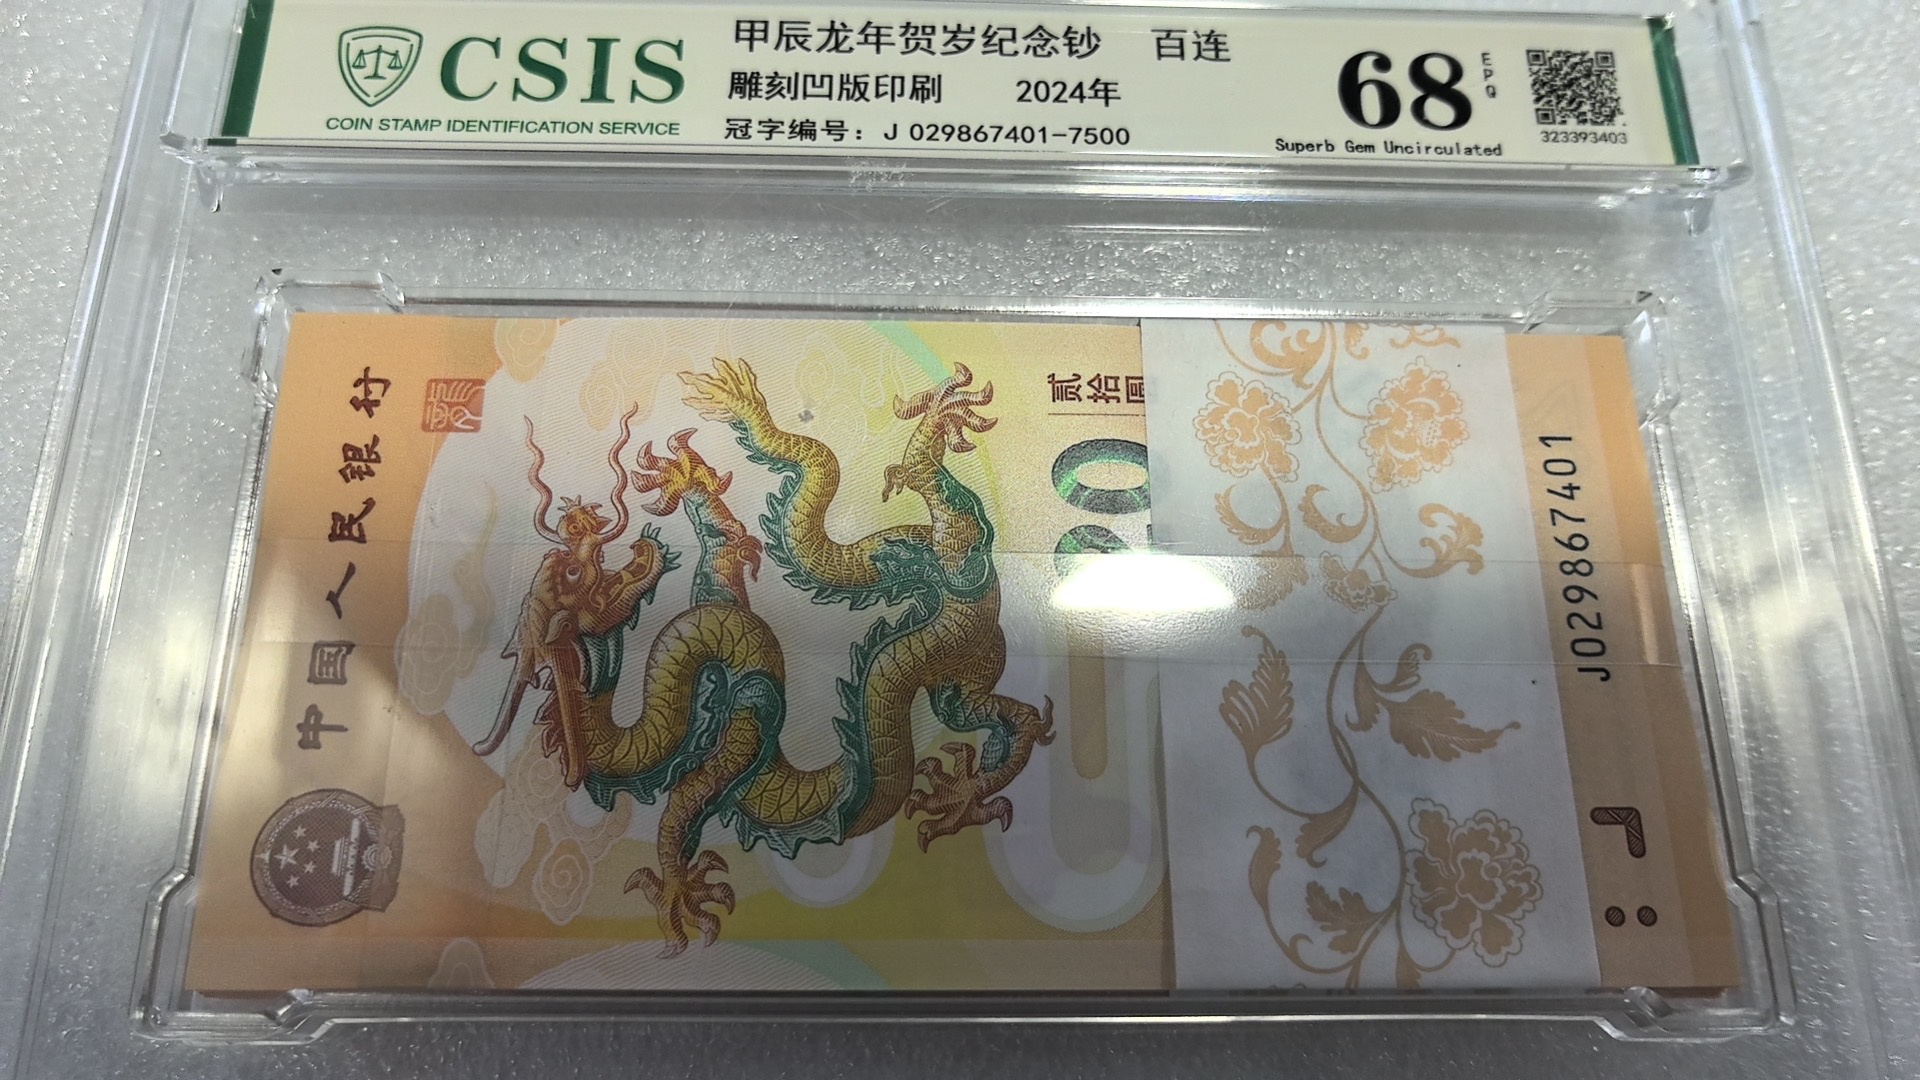 CSIS
COIN STAMP IDENTIFICATION SERVICE
甲辰龙年贺岁纪念钞 百连
雕刻凹版印刷 2024年
冠字编号：J 029867401-7500
68
EPQ
Superb Gem Uncirculated
323393403
中国人民银行
贰拾圆
20
J029867401